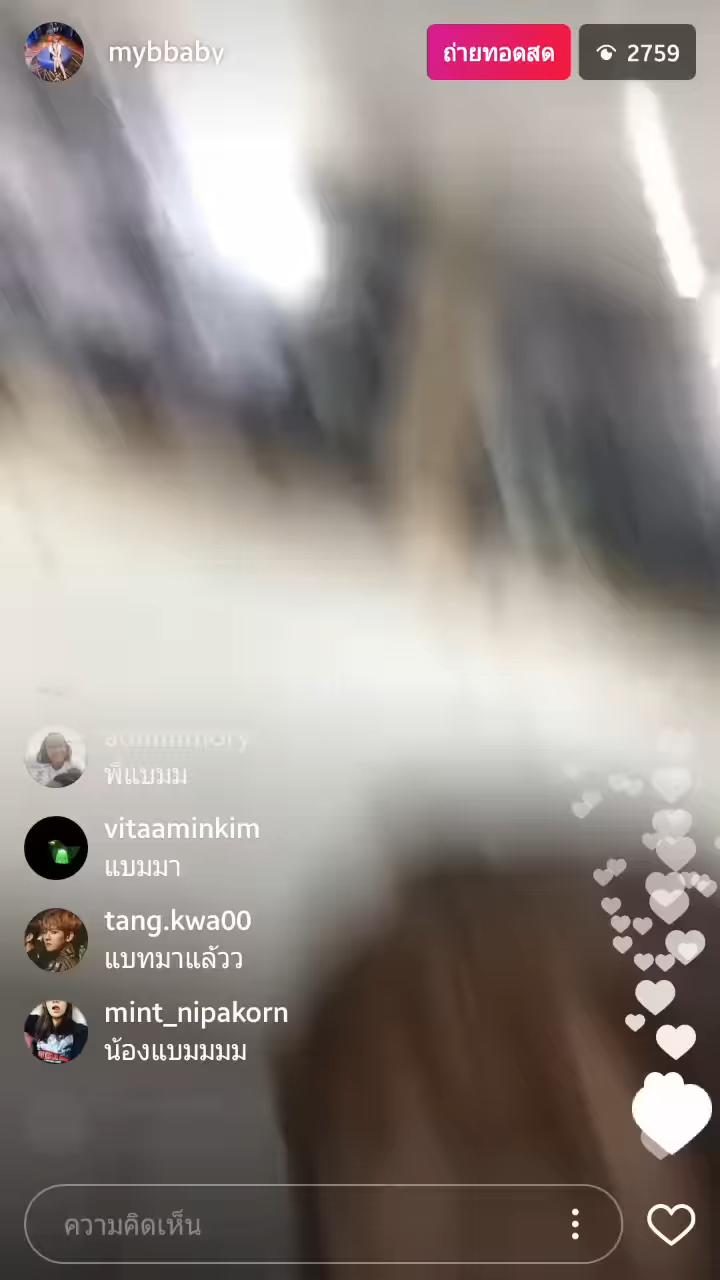 mybbaby
ถ่ายทอดสด
2759
พี่แบมมม
vitaaminkim
แบมมา
tang.kwa00
แบทมาแล้วว
mint_nipakorn
น้องแบมมมม
ความคิดเห็น